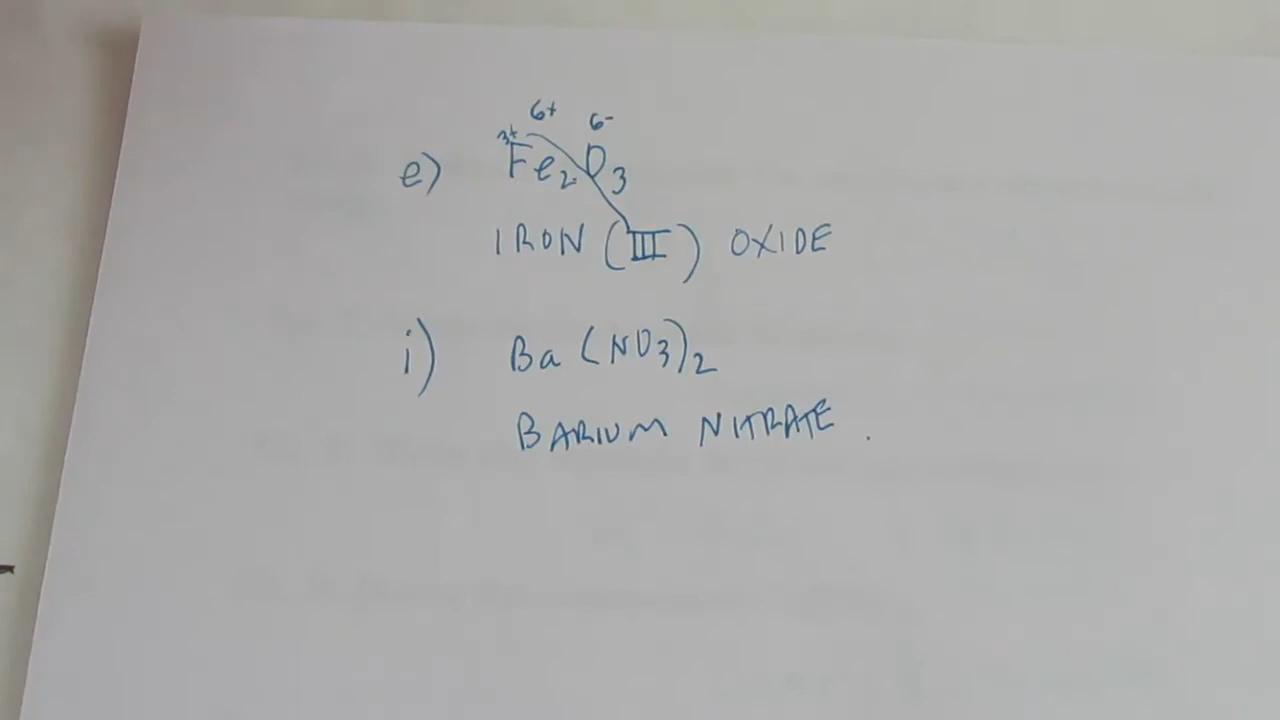 6+ 6-
3+
e) Fe2O3
IRON (III) OXIDE
i) Ba (NO3)2
BARIUM NITRATE.